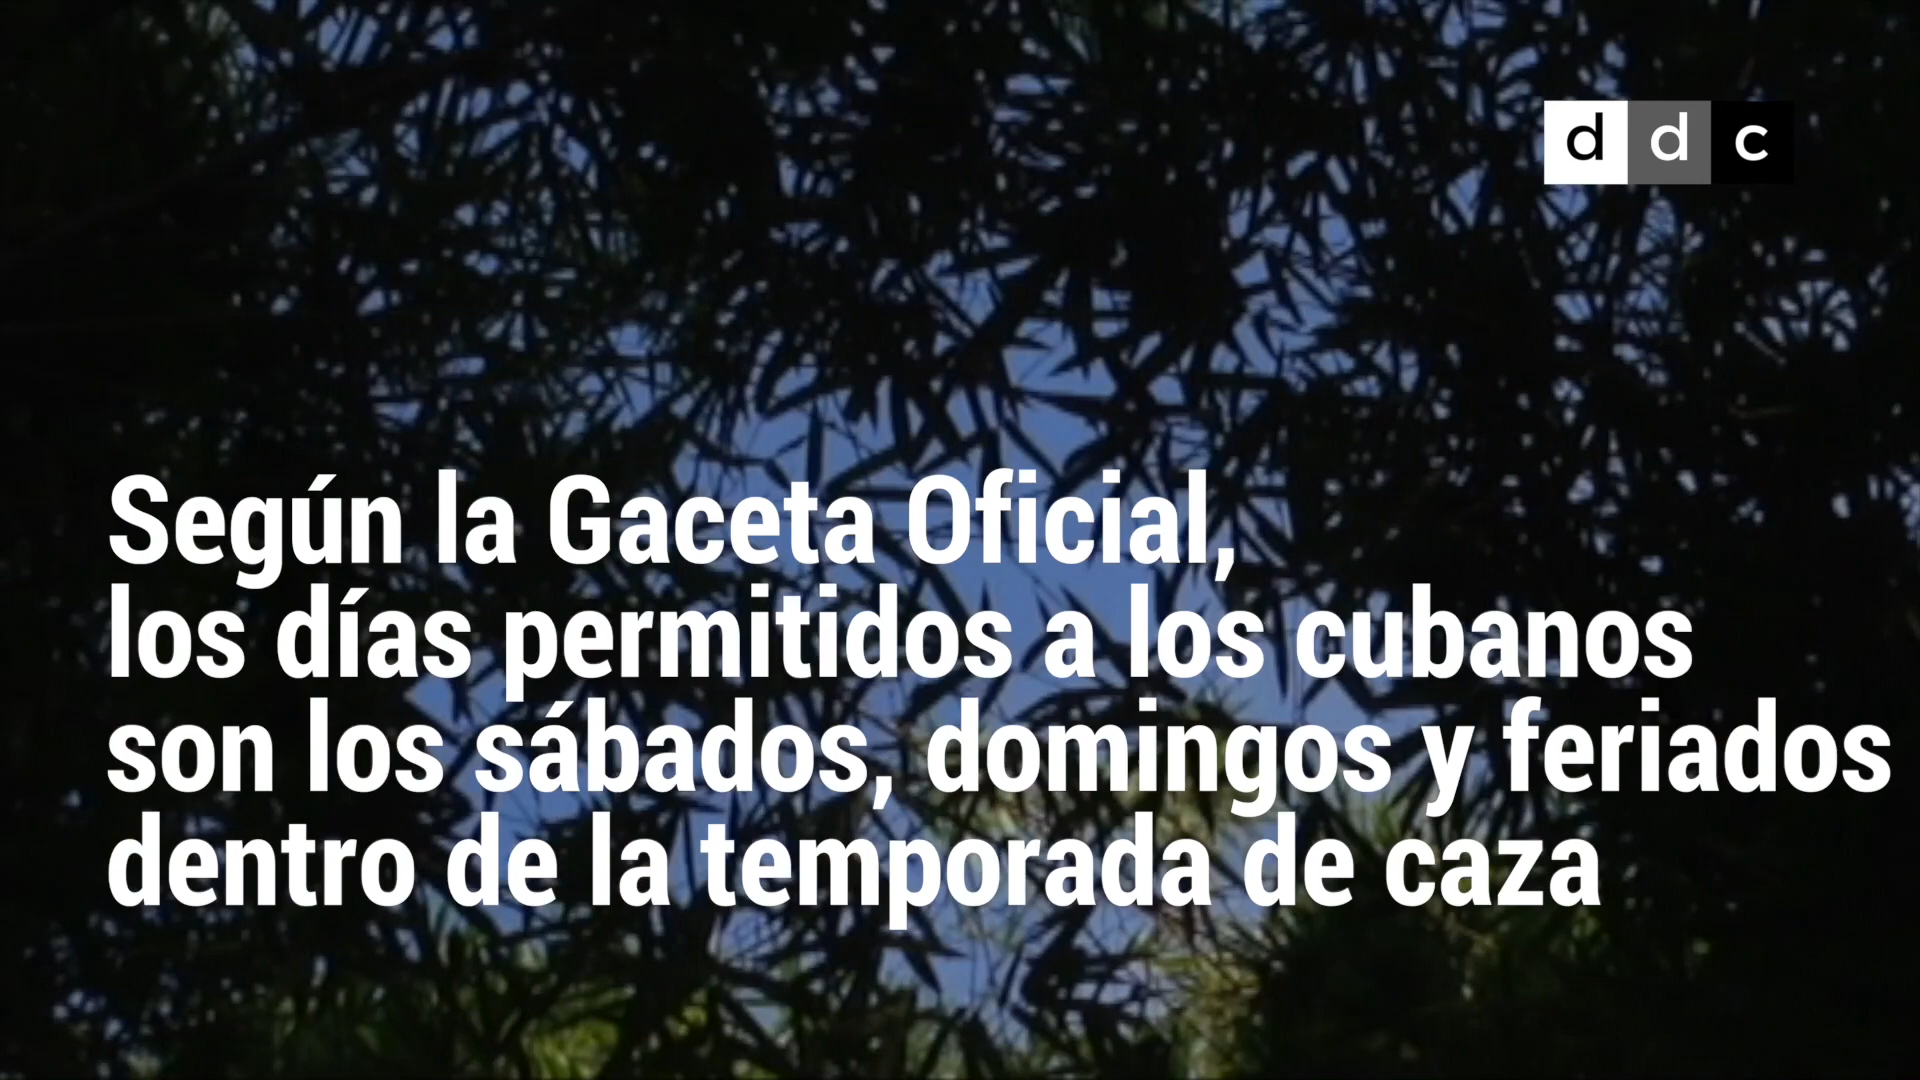 ddc
Según la Gaceta Oficial,
los días permitidos a los cubanos
son los sábados, domingos y feriados
dentro de la temporada de caza